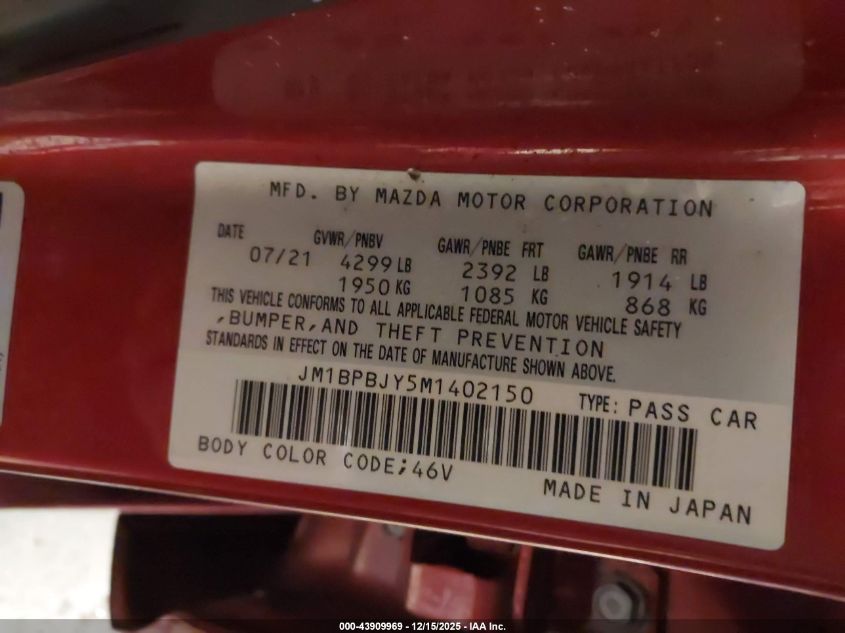 MFD. BY MAZDA MOTOR CORPORATION
DATE GVWR/PNBV GAWR/PNBE FRT GAWR/PNBE RR
07/21 4299 LB 2392 LB 1914 LB
1950 KG 1085 KG 868 KG
THIS VEHICLE CONFORMS TO ALL APPLICABLE FEDERAL MOTOR VEHICLE SAFETY
,BUMPER,AND THEFT PREVENTION
STANDARDS IN EFFECT ON THE DATE OF MANUFACTURE SHOWN ABOVE.
JM1BPBJY5M1402150 TYPE: PASS CAR
BODY COLOR CODE;46V
MADE IN JAPAN
000-43909969 - 12/15/2025 - IAA Inc.